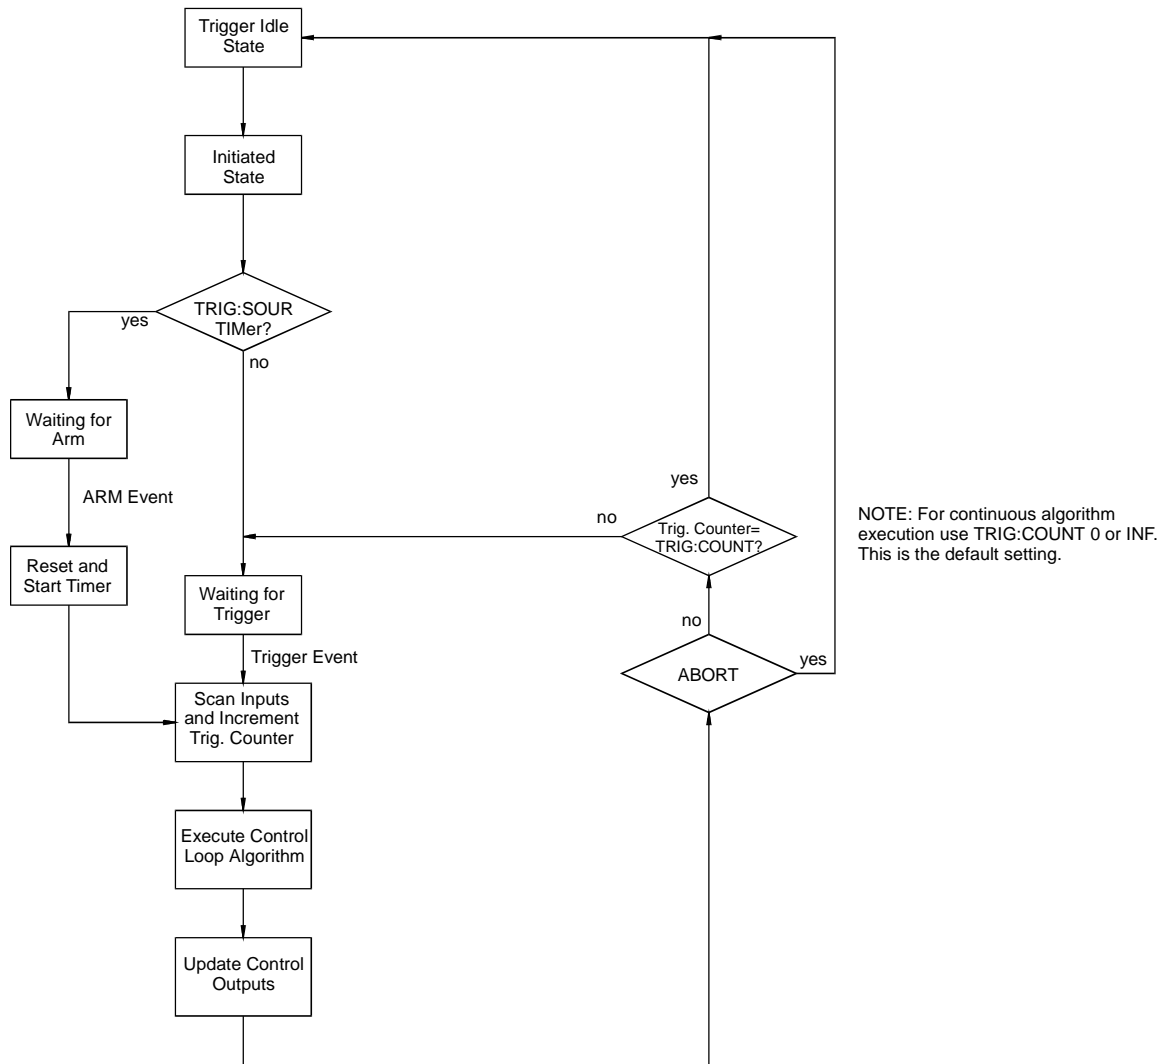 Trigger Idle
State
Initiated
State
TRIG:SOUR
TIMer?
yes
no
Waiting for
Arm
ARM Event
Reset and
Start Timer
yes
no
Trig. Counter=
TRIG:COUNT?
NOTE: For continuous algorithm
execution use TRIG:COUNT 0 or INF.
This is the default setting.
Waiting for
Trigger
Trigger Event
no
ABORT
yes
Scan Inputs
and Increment
Trig. Counter
Execute Control
Loop Algorithm
Update Control
Outputs